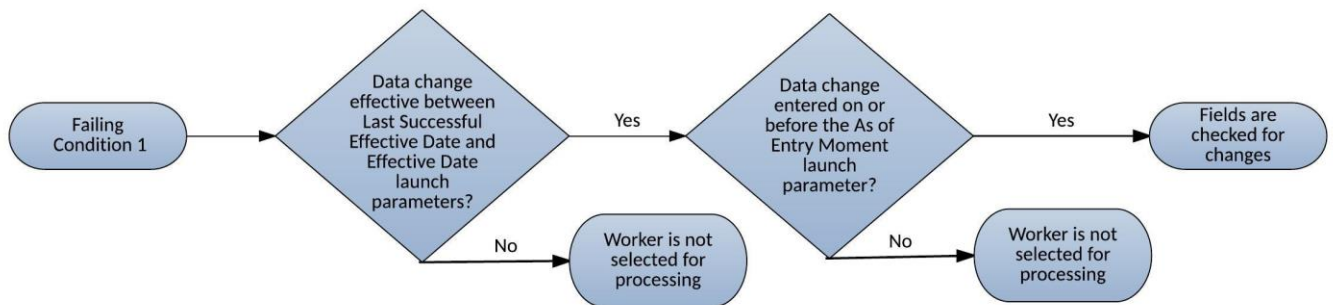 Failing
Condition 1
Data change
effective between
Last Successful
Effective Date and
Effective Date
launch
parameters?
Yes
No
Worker is not
selected for
processing
Data change
entered on or
before the As of
Entry Moment
launch
parameter?
Yes
No
Worker is not
selected for
processing
Fields are
checked for
changes